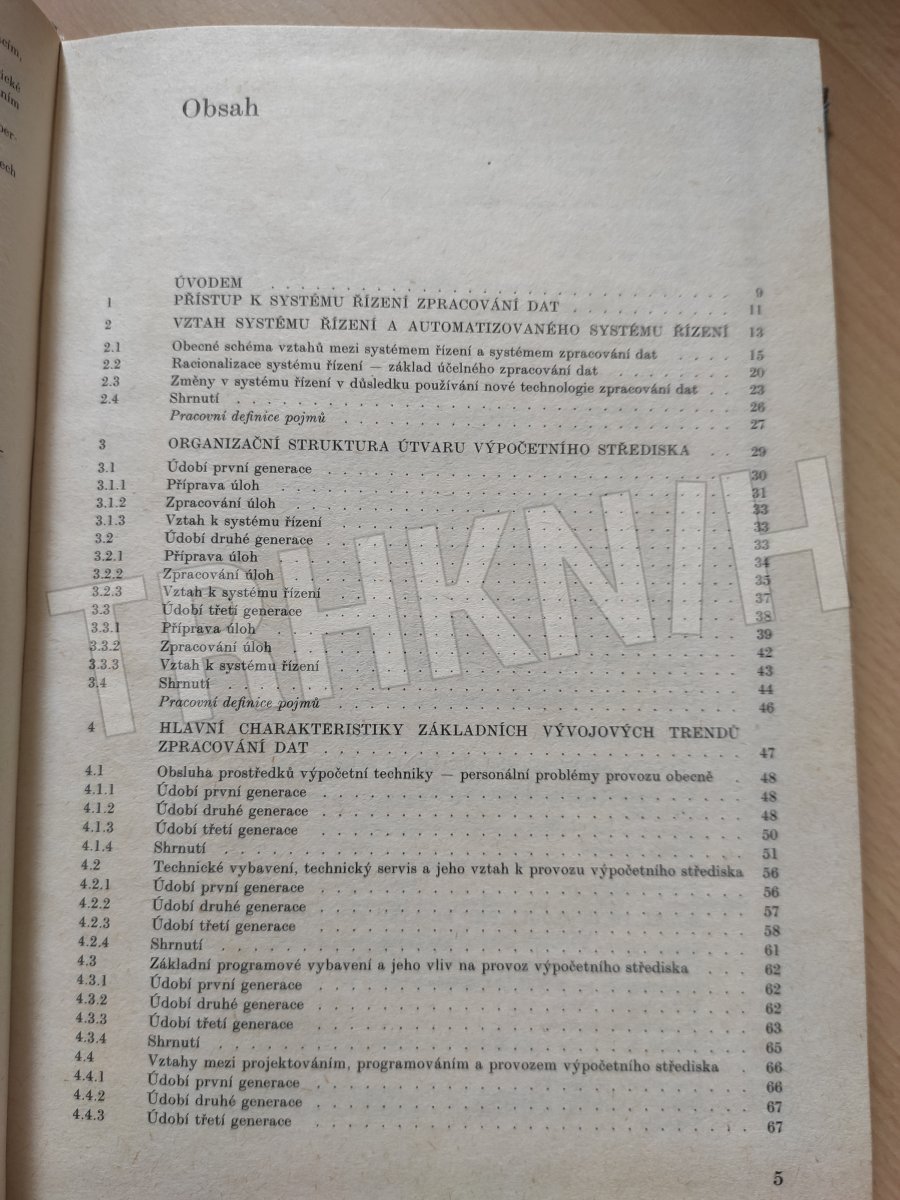 scím,
ické
ním
per-
ech
Obsah
ÚVODEM 9
1 PŘÍSTUP K SYSTÉMU ŘÍZENÍ ZPRACOVÁNÍ DAT 11
2 VZTAH SYSTÉMU ŘÍZENÍ A AUTOMATIZOVANÉHO SYSTÉMU ŘÍZENÍ 13
2.1 Obecné schéma vztahů mezi systémem řízení a systémem zpracování dat 15
2.2 Racionalizace systému řízení — základ účelného zpracování dat 20
2.3 Změny v systému řízení v důsledku používání nové technologie zpracování dat 23
2.4 Shrnutí 26
Pracovní definice pojmů 27
3 ORGANIZAČNÍ STRUKTURA ÚTVARU VÝPOČETNÍHO STŘEDISKA 29
3.1 Údobí první generace 30
3.1.1 Příprava úloh 31
3.1.2 Zpracování úloh 33
3.1.3 Vztah k systému řízení 33
3.2 Údobí druhé generace 33
3.2.1 Příprava úloh 34
3.2.2 Zpracování úloh 35
3.2.3 Vztah k systému řízení 37
3.3 Údobí třetí generace 38
3.3.1 Příprava úloh 39
3.3.2 Zpracování úloh 42
3.3.3 Vztah k systému řízení 43
3.4 Shrnutí 44
Pracovní definice pojmů 46
4 HLAVNÍ CHARAKTERISTIKY ZÁKLADNÍCH VÝVOJOVÝCH TRENDŮ
ZPRACOVÁNÍ DAT 47
4.1 Obsluha prostředků výpočetní techniky — personální problémy provozu obecně 48
4.1.1 Údobí první generace 48
4.1.2 Údobí druhé generace 48
4.1.3 Údobí třetí generace 50
4.1.4 Shrnutí 51
4.2 Technické vybavení, technický servis a jeho vztah k provozu výpočetního střediska 56
4.2.1 Údobí první generace 56
4.2.2 Údobí druhé generace 57
4.2.3 Údobí třetí generace 58
4.2.4 Shrnutí 61
4.3 Základní programové vybavení a jeho vliv na provoz výpočetního střediska 62
4.3.1 Údobí první generace 62
4.3.2 Údobí druhé generace 62
4.3.3 Údobí třetí generace 63
4.3.4 Shrnutí 65
4.4 Vztahy mezi projektováním, programováním a provozem výpočetního střediska 66
4.4.1 Údobí první generace 66
4.4.2 Údobí druhé generace 67
4.4.3 Údobí třetí generace 67
5
TRHKNIH